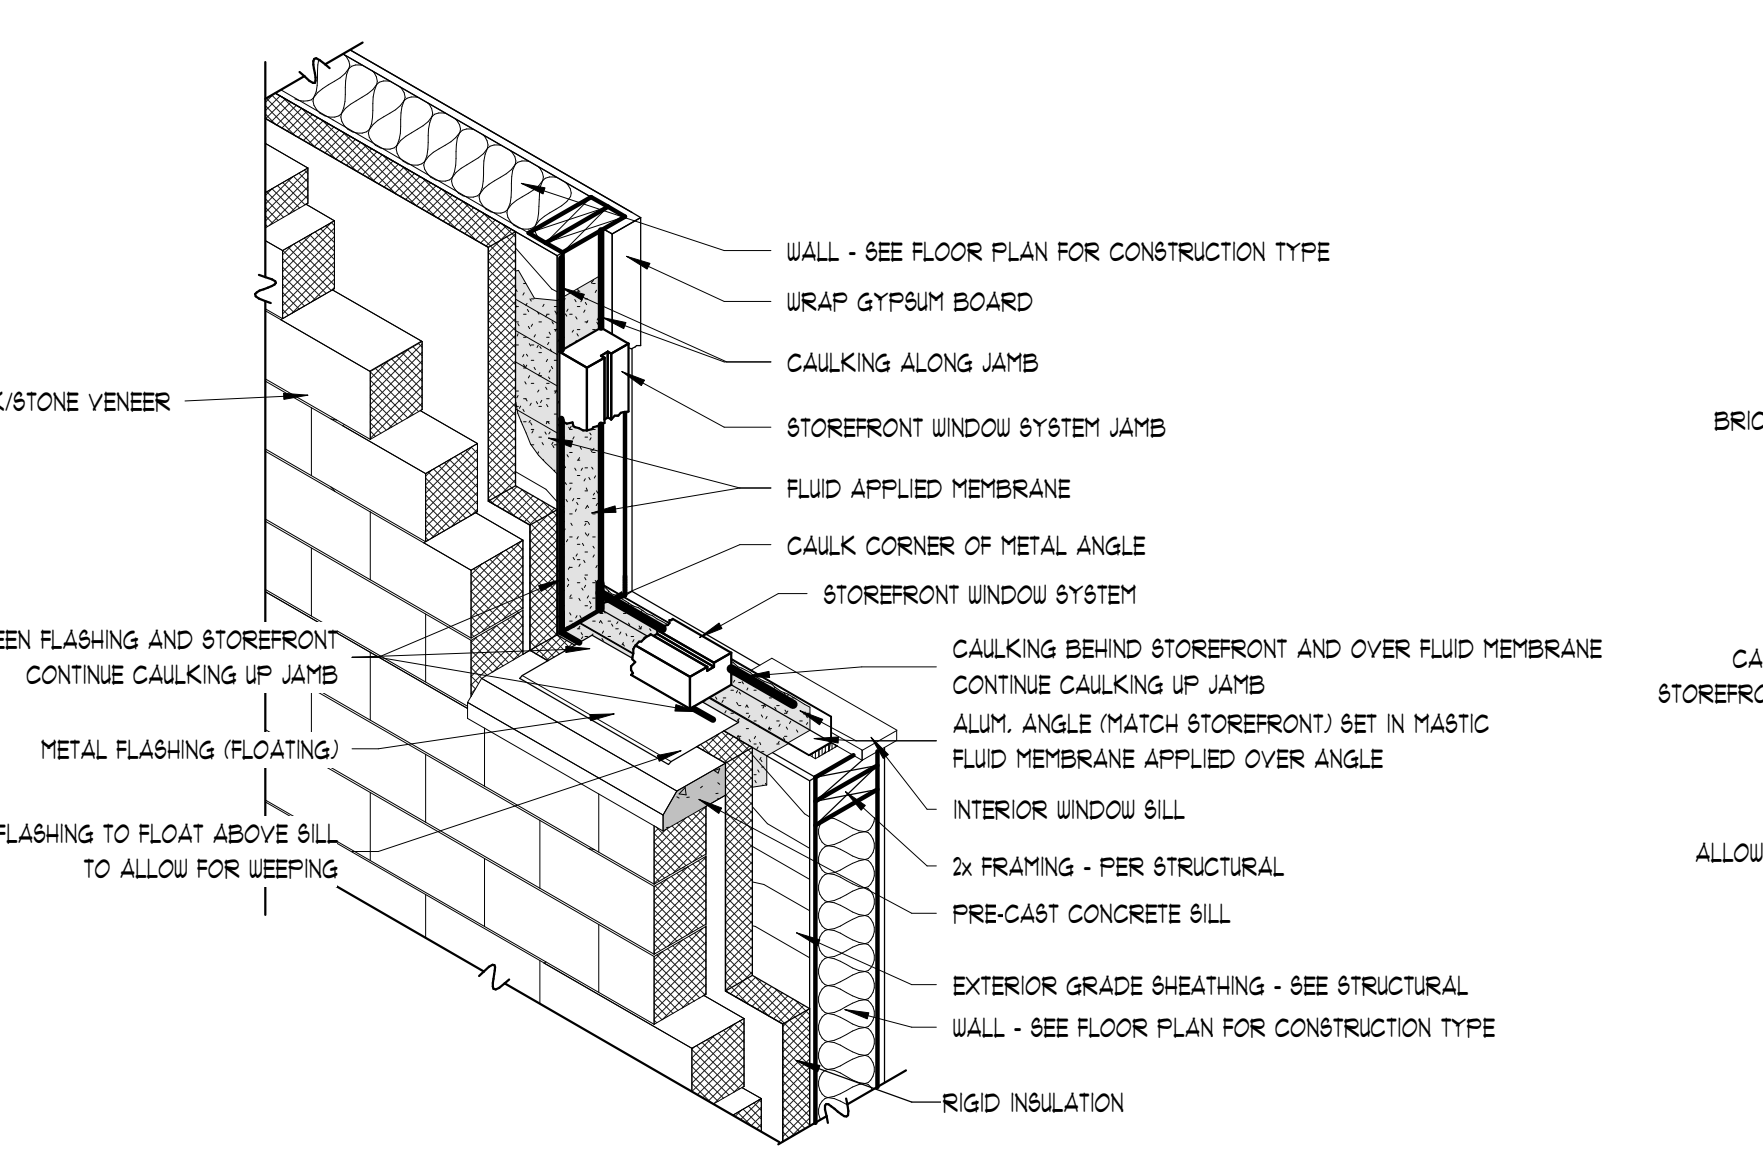 WALL - SEE FLOOR PLAN FOR CONSTRUCTION TYPE
WRAP GYPSUM BOARD
CAULKING ALONG JAMB
K/STONE VENEER
STOREFRONT WINDOW SYSTEM JAMB
FLUID APPLIED MEMBRANE
CAULK CORNER OF METAL ANGLE
STOREFRONT WINDOW SYSTEM
EEN FLASHING AND STOREFRONT
CONTINUE CAULKING UP JAMB
CAULKING BEHIND STOREFRONT AND OVER FLUID MEMBRANE
CONTINUE CAULKING UP JAMB
METAL FLASHING (FLOATING)
ALUM. ANGLE (MATCH STOREFRONT) SET IN MASTIC
FLUID MEMBRANE APPLIED OVER ANGLE
FLASHING TO FLOAT ABOVE SILL
TO ALLOW FOR WEEPING
INTERIOR WINDOW SILL
2x FRAMING - PER STRUCTURAL
PRE-CAST CONCRETE SILL
EXTERIOR GRADE SHEATHING - SEE STRUCTURAL
WALL - SEE FLOOR PLAN FOR CONSTRUCTION TYPE
RIGID INSULATION
BRIC
CA
STOREFRO
ALLOW